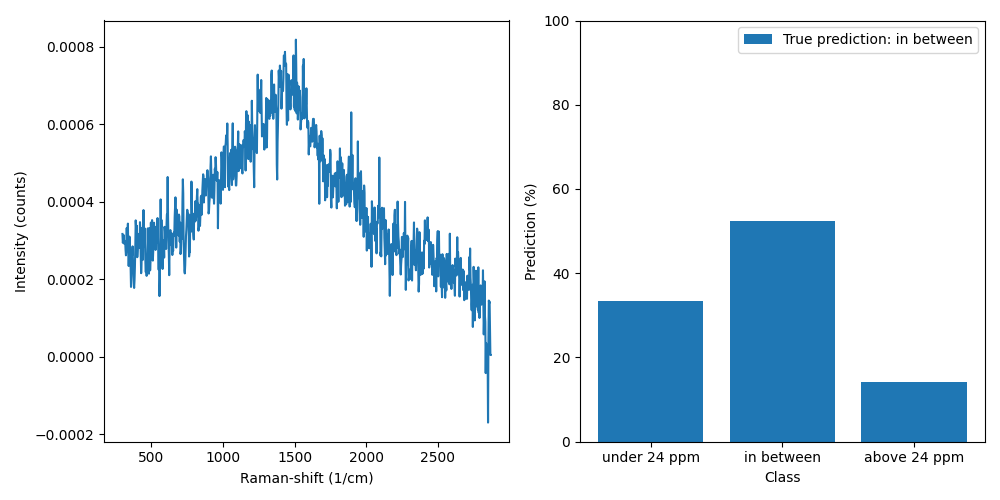 0.0008
0.0006
0.0004
0.0002
0.0000
−0.0002
Intensity (counts)
500 1000 1500 2000 2500
Raman-shift (1/cm)
100
80
60
40
20
0
Prediction (%)
True prediction: in between
under 24 ppm in between above 24 ppm
Class